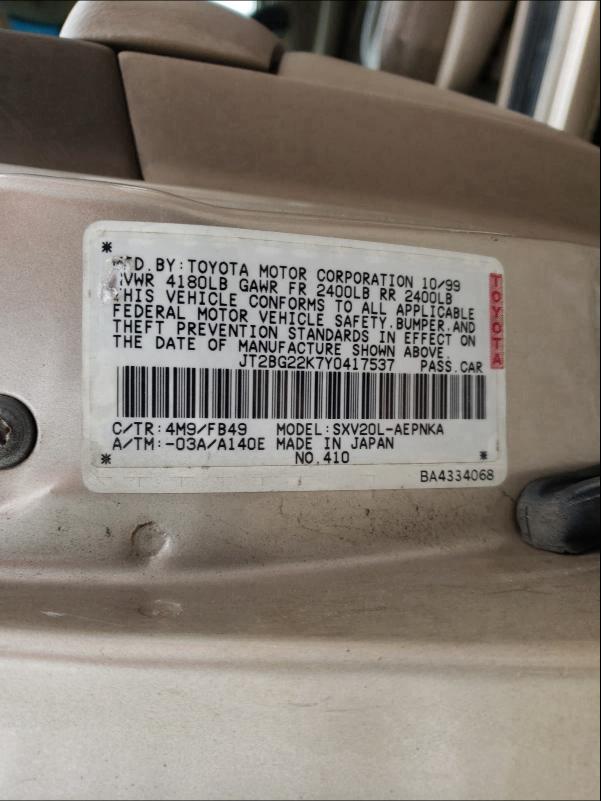 MFD. BY: TOYOTA MOTOR CORPORATION 10/99
GVWR 4180LB GAWR FR 2400LB RR 2400LB
THIS VEHICLE CONFORMS TO ALL APPLICABLE
FEDERAL MOTOR VEHICLE SAFETY, BUMPER, AND
THEFT PREVENTION STANDARDS IN EFFECT ON
THE DATE OF MANUFACTURE SHOWN ABOVE.
JT2BG22K7Y0417537 PASS. CAR
C/TR: 4M9/FB49 MODEL: SXV20L-AEPNKA
A/TM: -03A/A140E MADE IN JAPAN
NO. 410
BA4334068
TOYOTA